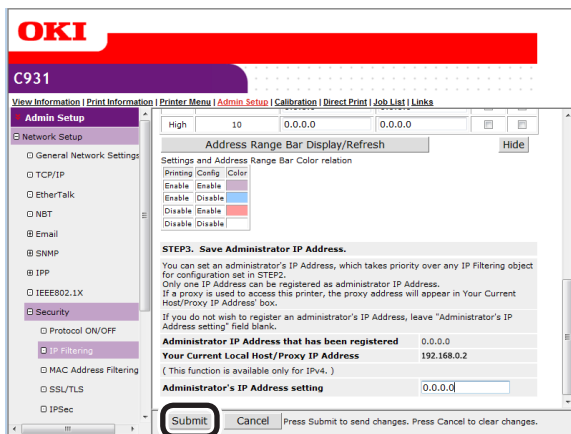 OKI
C931
View Information | Print Information | Printer Menu | Admin Setup | Calibration | Direct Print | Job List | Links
Admin Setup
Network Setup
General Network Settings
TCP/IP
EtherTalk
NBT
Email
SNMP
IPP
IEEE802.1X
Security
Protocol ON/OFF
IP Filtering
MAC Address Filtering
SSL/TLS
IPSec
High 10 0.0.0.0 0.0.0.0
Address Range Bar Display/Refresh Hide
Settings and Address Range Bar Color relation
Printing Config Color
Enable Enable
Enable Disable
Disable Enable
Disable Disable
STEP3. Save Administrator IP Address.
You can set an administrator's IP Address, which takes priority over any IP Filtering object
for configuration set in STEP2.
Only one IP Address can be registered as administrator IP Address.
If a proxy is used to access this printer, the proxy address will appear in Your Current
Host/Proxy IP Address' box.
If you do not wish to register an administrator's IP Address, leave "Administrator's IP
Address setting" field blank.
Administrator IP Address that has been registered 0.0.0.0
Your Current Local Host/Proxy IP Address 192.168.0.2
( This function is available only for IPv4. )
Administrator's IP Address setting 0.0.0.0
Submit Cancel Press Submit to send changes. Press Cancel to clear changes.